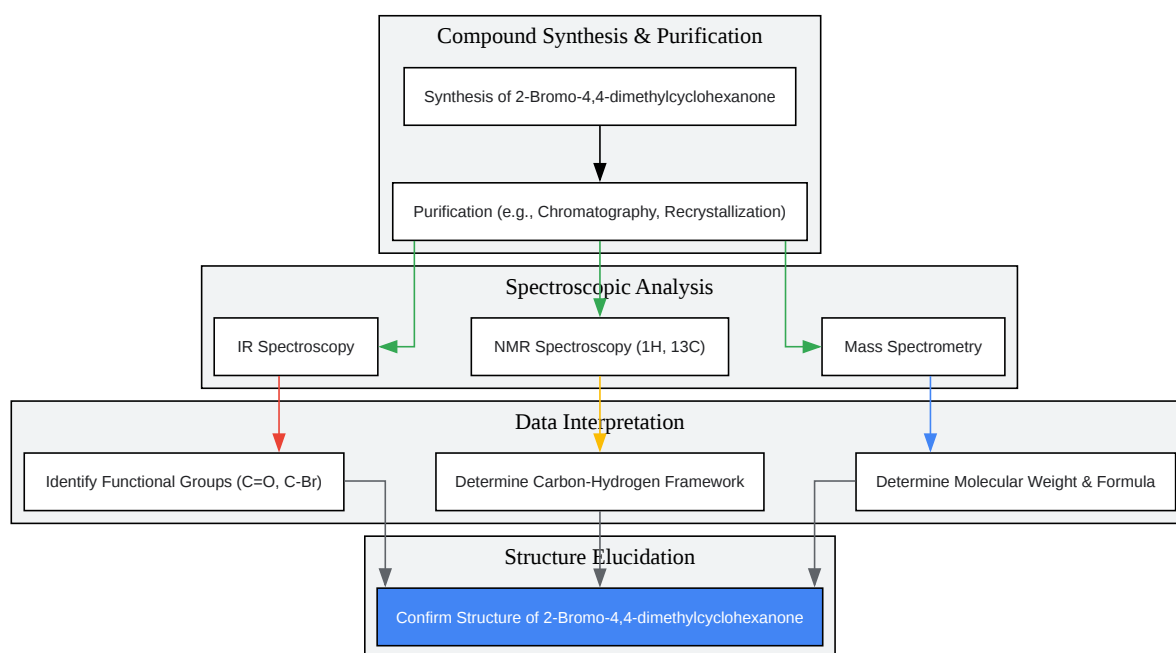 Compound Synthesis & Purification
Synthesis of 2-Bromo-4,4-dimethylcyclohexanone
Purification (e.g., Chromatography, Recrystallization)
Spectroscopic Analysis
IR Spectroscopy
NMR Spectroscopy (1H, 13C)
Mass Spectrometry
Data Interpretation
Identify Functional Groups (C=O, C-Br)
Determine Carbon-Hydrogen Framework
Determine Molecular Weight & Formula
Structure Elucidation
Confirm Structure of 2-Bromo-4,4-dimethylcyclohexanone